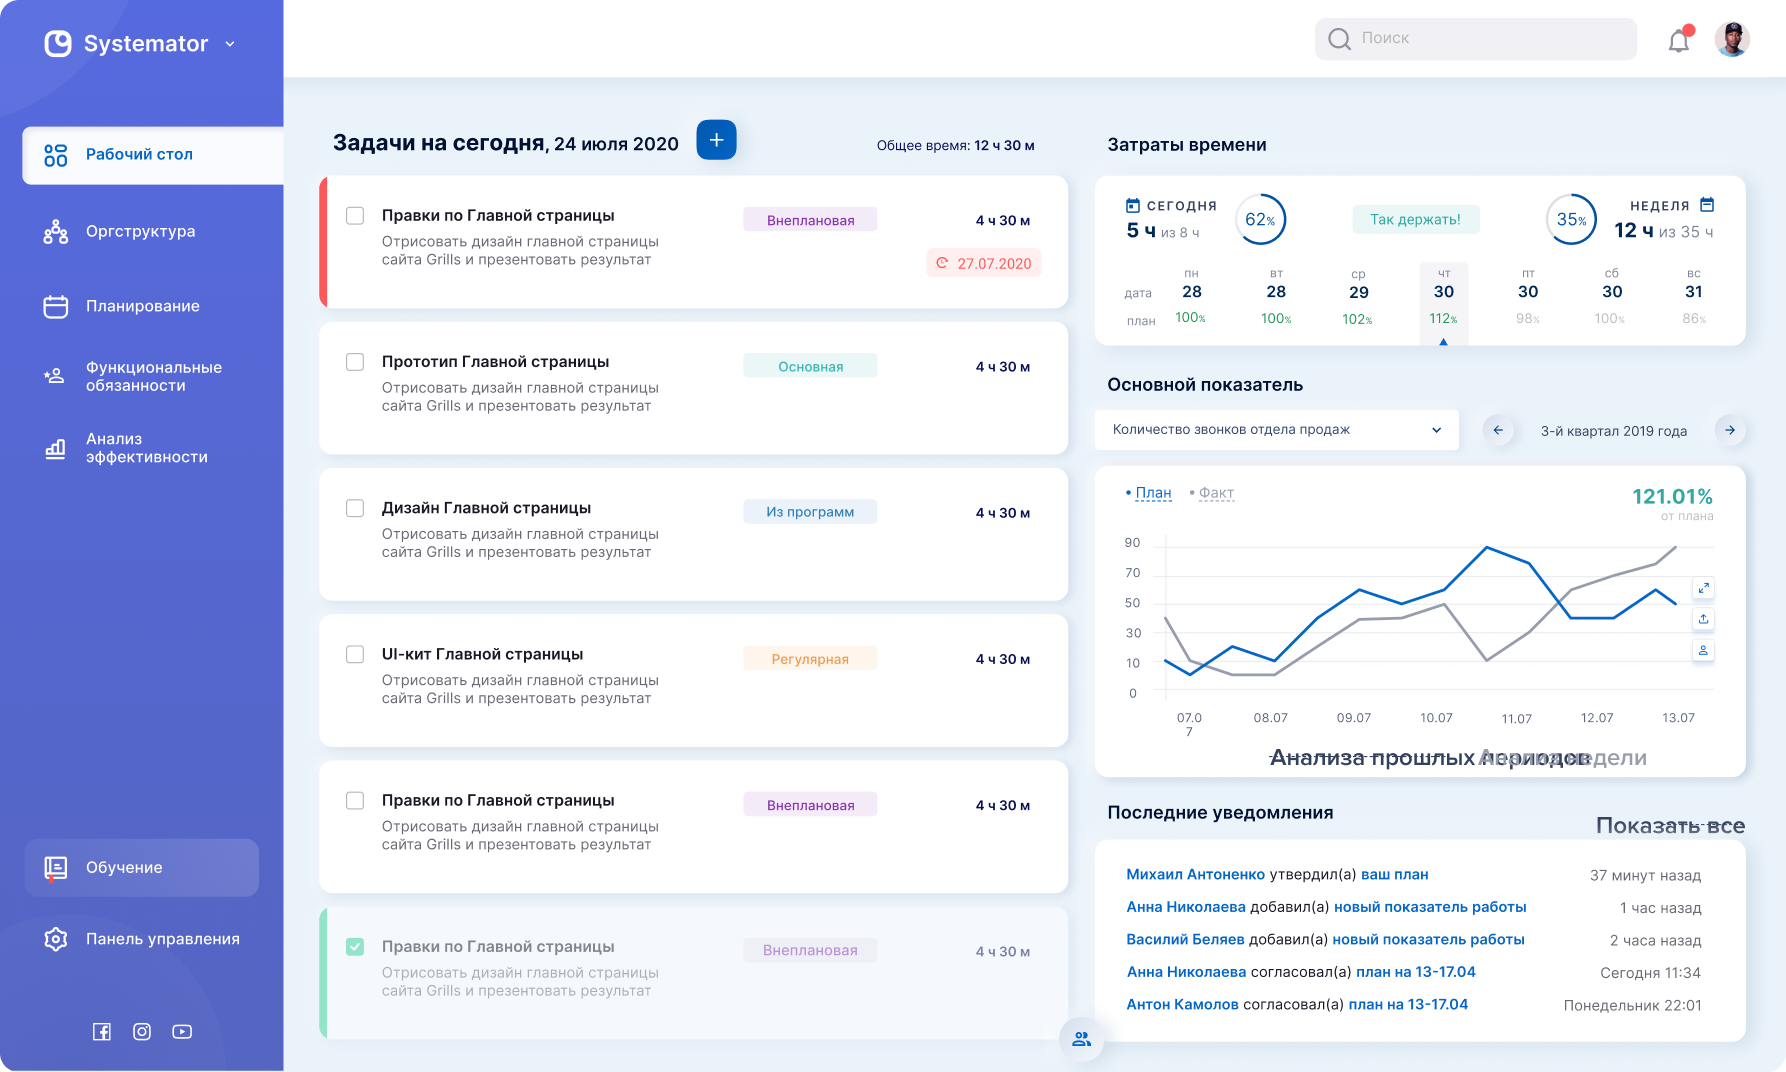 Systemator
Поиск
Рабочий стол
Оргструктура
Планирование
Функциональные
обязанности
Анализ
эффективности
Обучение
Панель управления
Задачи на сегодня, 24 июля 2020
+
Общее время: 12 ч 30 м
Правки по Главной страницы
Отрисовать дизайн главной страницы
сайта Grills и презентовать результат
Внеплановая
4 ч 30 м
27.07.2020
Прототип Главной страницы
Отрисовать дизайн главной страницы
сайта Grills и презентовать результат
Основная
4 ч 30 м
Дизайн Главной страницы
Отрисовать дизайн главной страницы
сайта Grills и презентовать результат
Из программ
4 ч 30 м
UI-кит Главной страницы
Отрисовать дизайн главной страницы
сайта Grills и презентовать результат
Регулярная
4 ч 30 м
Правки по Главной страницы
Отрисовать дизайн главной страницы
сайта Grills и презентовать результат
Внеплановая
4 ч 30 м
Правки по Главной страницы
Отрисовать дизайн главной страницы
сайта Grills и презентовать результат
Внеплановая
4 ч 30 м
Затраты времени
СЕГОДНЯ
5 ч из 8 ч
62%
Так держать!
35%
НЕДЕЛЯ
12 ч из 35 ч
пн вт ср чт пт сб вс
дата 28 28 29 30 30 30 31
план 100% 100% 102% 112% 98% 100% 86%
Основной показатель
Количество звонков отдела продаж
3-й квартал 2019 года
• План • Факт
121.01%
от плана
90
70
50
30
10
0
07.0
7
08.07 09.07 10.07 11.07 12.07 13.07
Анализа прошлых периодов
Анализ недели
Последние уведомления
Показать все
Михаил Антоненко утвердил(а) ваш план 37 минут назад
Анна Николаева добавил(а) новый показатель работы 1 час назад
Василий Беляев добавил(а) новый показатель работы 2 часа назад
Анна Николаева согласовал(а) план на 13-17.04 Сегодня 11:34
Антон Камолов согласовал(а) план на 13-17.04 Понедельник 22:01